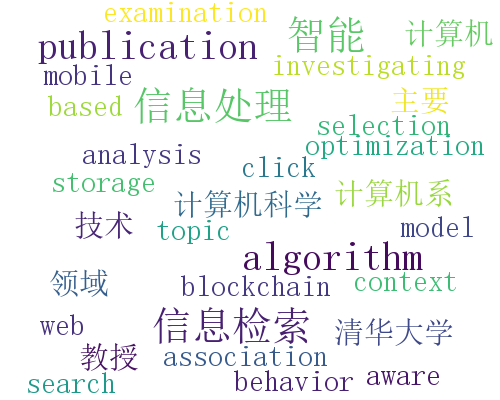 examination
publication 智能 计算机
mobile investigating
based 信息处理 主要
selection
optimization
analysis click
storage 计算机科学 计算机系
技术 topic model
algorithm
领域 blockchain context
web 信息检索 清华大学
教授 association
search behavior aware